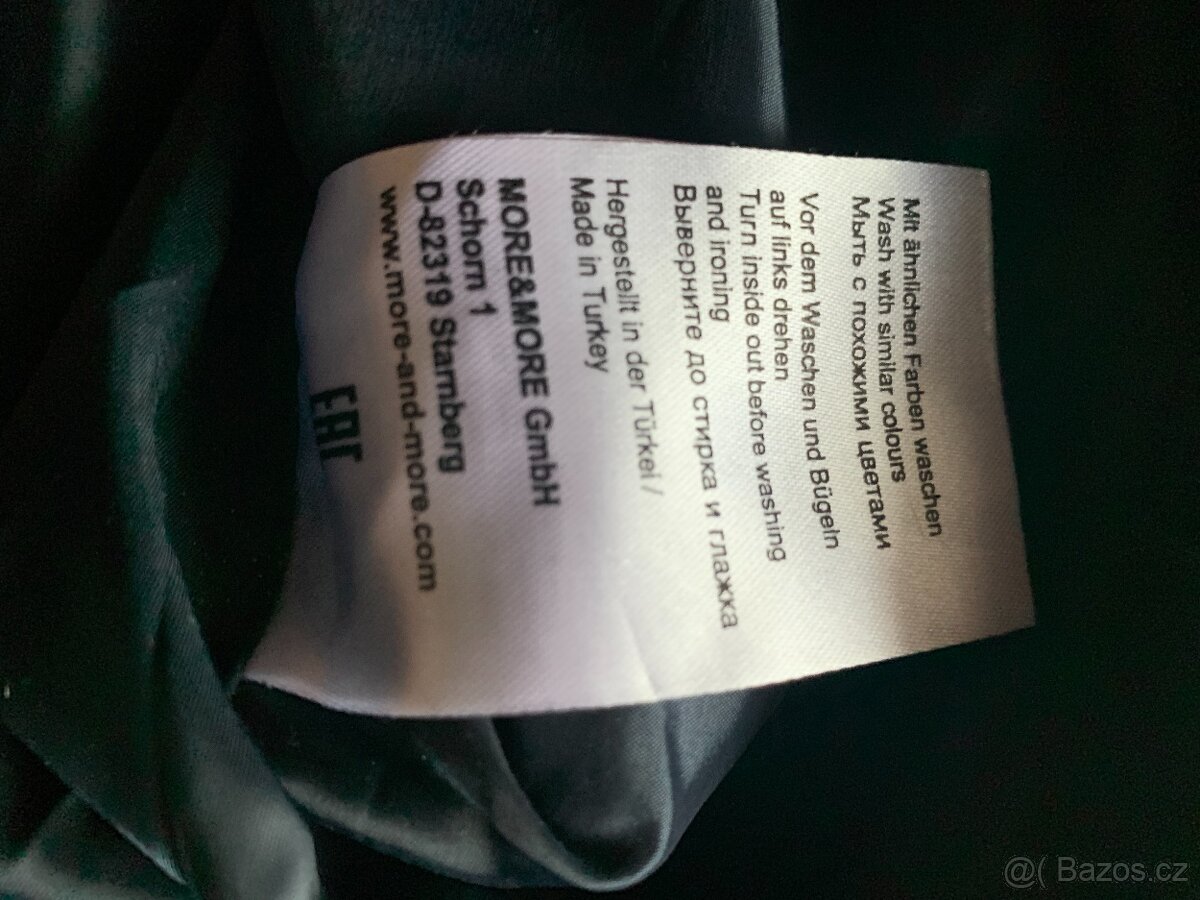 Mit ähnlichen Farben waschen
Wash with similar colours
Мыть с похожими цветами
Vor dem Waschen und Bügeln
auf links drehen
Turn inside out before washing
and ironing
Выверните до стирка и глажка
Hergestellt in der Türkei /
Made in Turkey
MORE&MORE GmbH
Schorn 1
D-82319 Starnberg
www.more-and-more.com
EAC
@( Bazos.cz